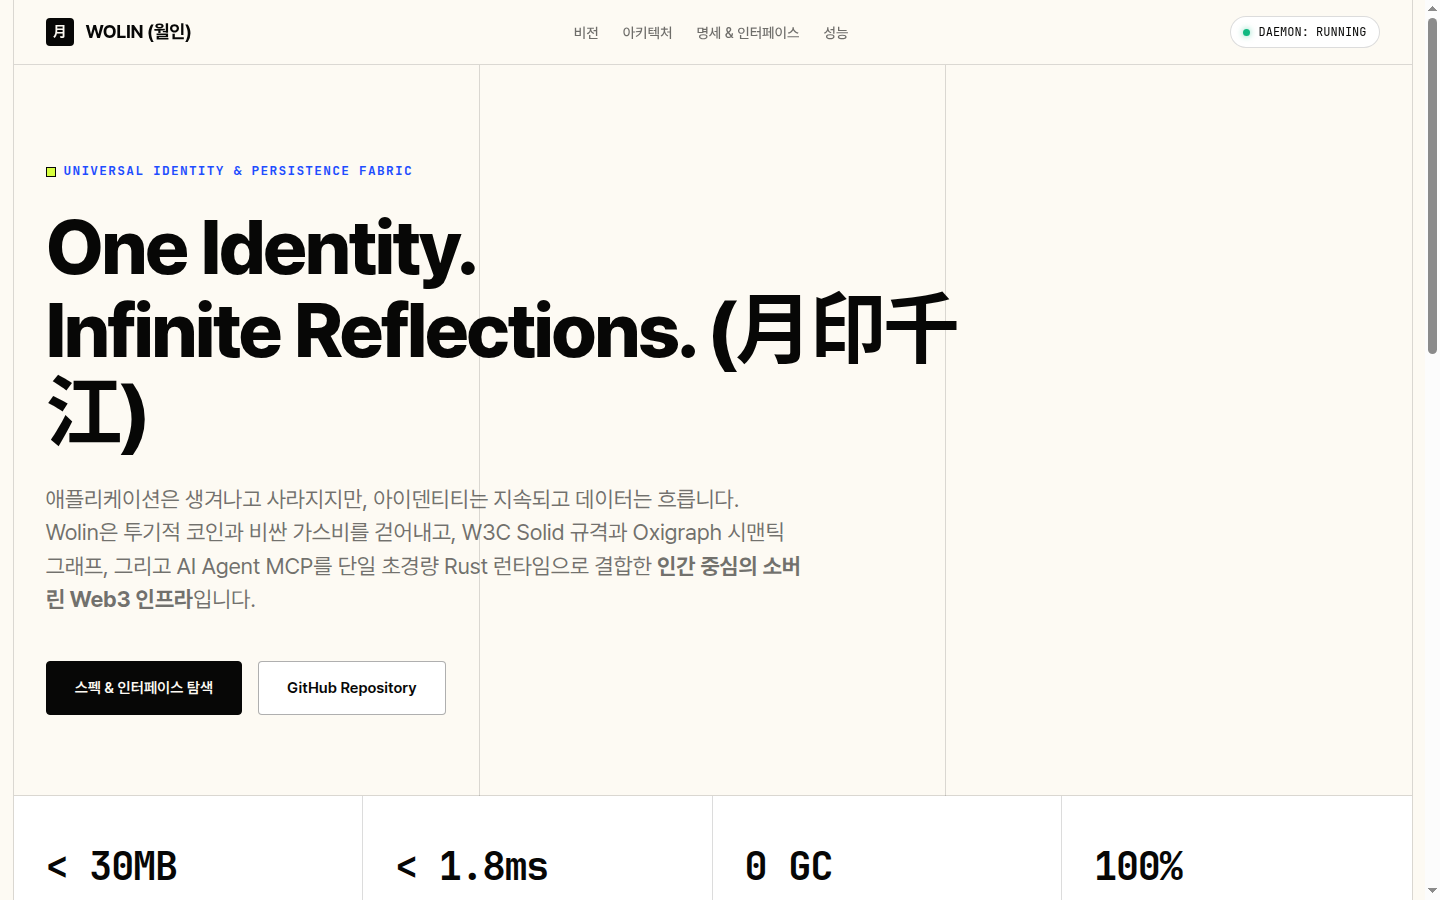 月 WOLIN (월인)
비전 아키텍처 명세 & 인터페이스 성능
DAEMON: RUNNING
UNIVERSAL IDENTITY & PERSISTENCE FABRIC
One Identity.
Infinite Reflections. (月印千
江)
애플리케이션은 생겨나고 사라지지만, 아이덴티티는 지속되고 데이터는 흐릅니다.
Wolin은 투기적 코인과 비싼 가스비를 걷어내고, W3C Solid 규격과 Oxigraph 시맨틱
그래프, 그리고 AI Agent MCP를 단일 초경량 Rust 런타임으로 결합한 인간 중심의 소버
린 Web3 인프라입니다.
스펙 & 인터페이스 탐색
GitHub Repository
< 30MB
< 1.8ms
0 GC
100%